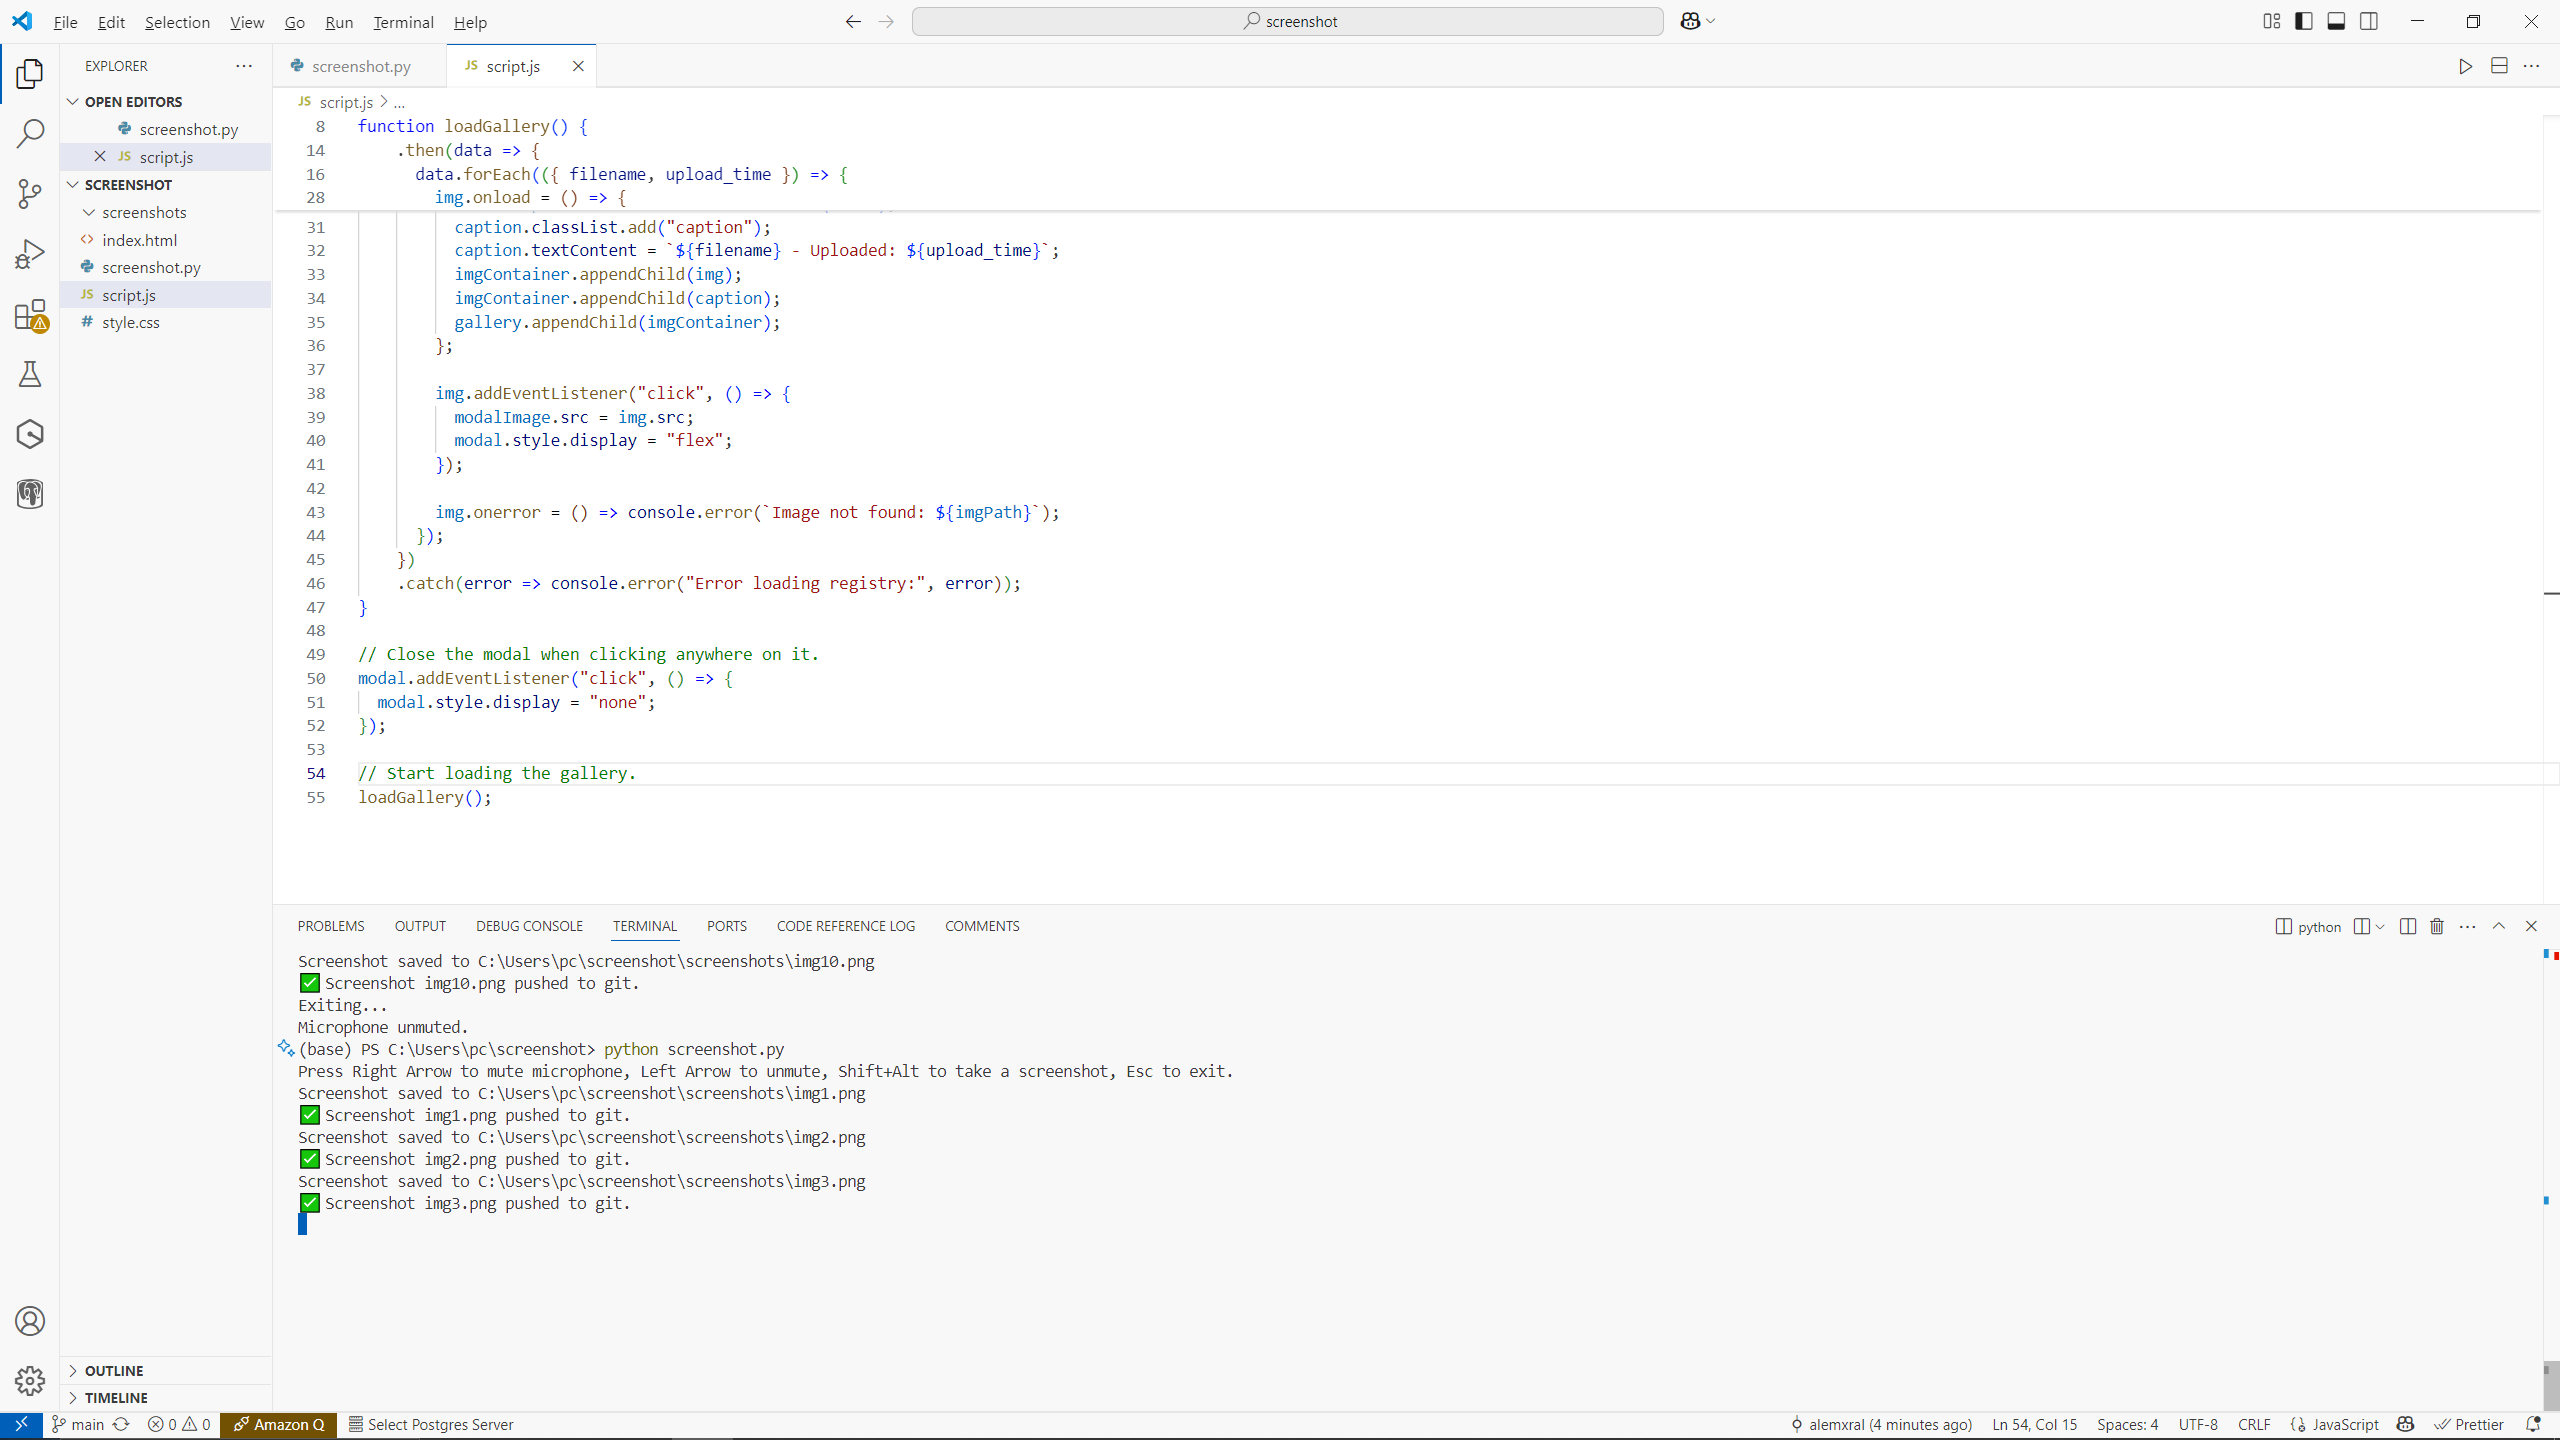 File Edit Selection View Go Run Terminal Help
screenshot
EXPLORER
OPEN EDITORS
screenshot.py
JS script.js
SCREENSHOT
screenshots
index.html
screenshot.py
JS script.js
# style.css
OUTLINE
TIMELINE
screenshot.py
JS script.js
JS script.js > ...
8 function loadGallery() {
14 .then(data => {
16 data.forEach(({ filename, upload_time }) => {
28 img.onload = () => {
31 caption.classList.add("caption");
32 caption.textContent = `${filename} - Uploaded: ${upload_time}`;
33 imgContainer.appendChild(img);
34 imgContainer.appendChild(caption);
35 gallery.appendChild(imgContainer);
36 };
37
38 img.addEventListener("click", () => {
39 modalImage.src = img.src;
40 modal.style.display = "flex";
41 });
42
43 img.onerror = () => console.error(`Image not found: ${imgPath}`);
44 });
45 })
46 .catch(error => console.error("Error loading registry:", error));
47 }
48
49 // Close the modal when clicking anywhere on it.
50 modal.addEventListener("click", () => {
51 modal.style.display = "none";
52 });
53
54 // Start loading the gallery.
55 loadGallery();
PROBLEMS OUTPUT DEBUG CONSOLE TERMINAL PORTS CODE REFERENCE LOG COMMENTS
python
Screenshot saved to C:\Users\pc\screenshot\screenshots\img10.png
✅ Screenshot img10.png pushed to git.
Exiting...
Microphone unmuted.
(base) PS C:\Users\pc\screenshot> python screenshot.py
Press Right Arrow to mute microphone, Left Arrow to unmute, Shift+Alt to take a screenshot, Esc to exit.
Screenshot saved to C:\Users\pc\screenshot\screenshots\img1.png
✅ Screenshot img1.png pushed to git.
Screenshot saved to C:\Users\pc\screenshot\screenshots\img2.png
✅ Screenshot img2.png pushed to git.
Screenshot saved to C:\Users\pc\screenshot\screenshots\img3.png
✅ Screenshot img3.png pushed to git.
main 0 0 Amazon Q Select Postgres Server alemxral (4 minutes ago) Ln 54, Col 15 Spaces: 4 UTF-8 CRLF JavaScript Prettier